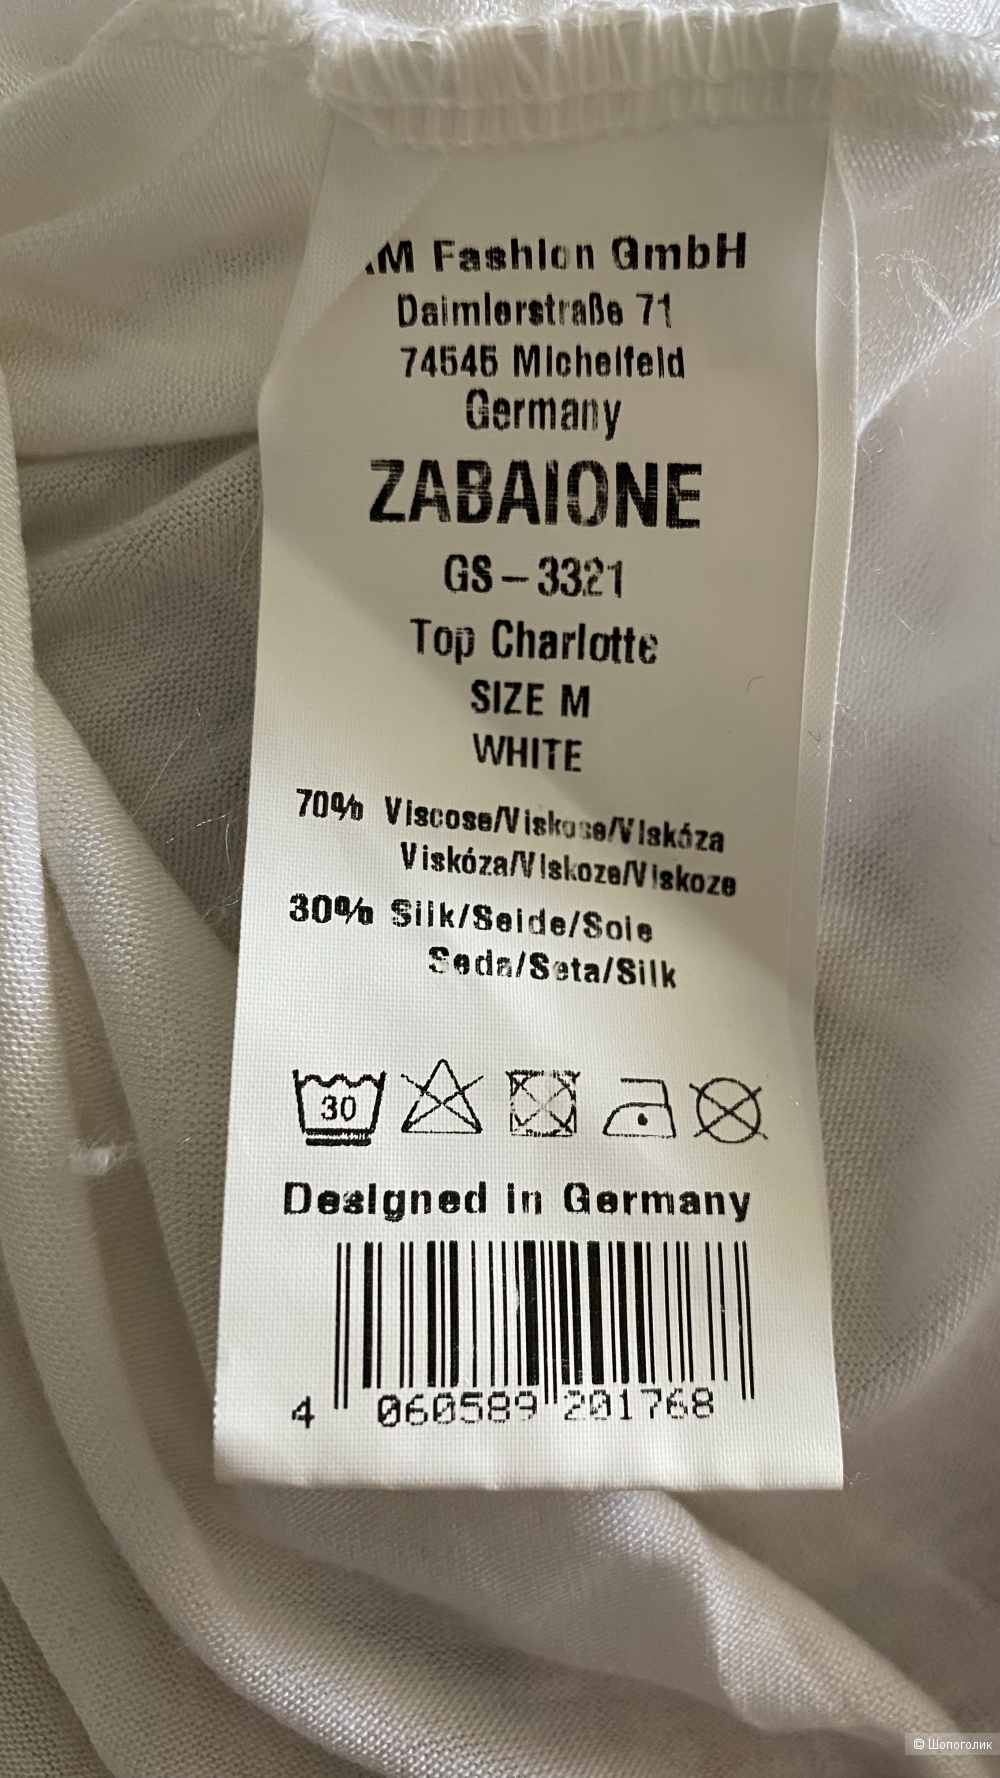 M Fashion GmbH
Daimlerstraße 71
74545 Michelfeld
Germany
ZABAIONE
GS-3321
Top Charlotte
SIZE M
WHITE
70% Viscose/Viskose/Viskóza
Viskóza/Viskoze/Viskoze
30% Silk/Seide/Soie
Seda/Seta/Silk
30
Designed in Germany
4 060589 201768
© Шопоголик